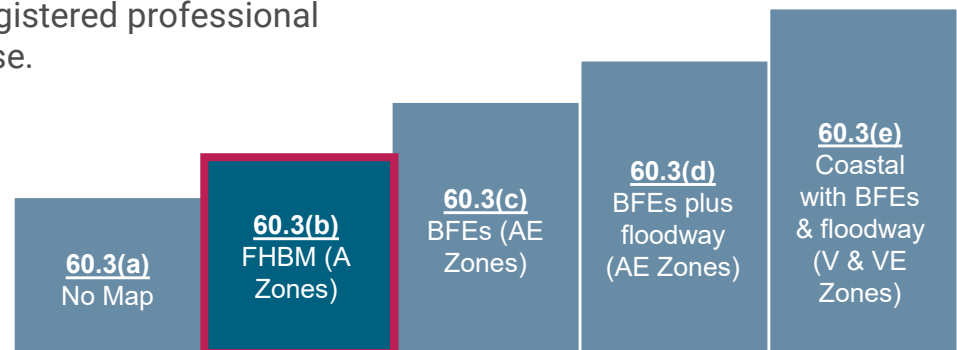 gistered professional
se.
60.3(a)
No Map
60.3(b)
FHBM (A
Zones)
60.3(c)
BFEs (AE
Zones)
60.3(d)
BFEs plus
floodway
(AE Zones)
60.3(e)
Coastal
with BFEs
& floodway
(V & VE
Zones)